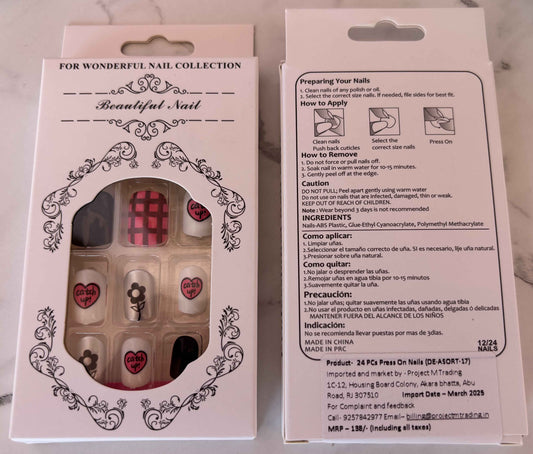 FOR WONDERFUL NAIL COLLECTION
Beautiful Nail
catch
up!
catch
up!
catch
up!
catch
up!
Preparing Your Nails
1. Clean nails of any polish or oil.
2. Select the correct size nails. If needed, file sides for best fit.
How to Apply
Clean nails
Push back cuticles
Select the
correct size nails
Press On
How to Remove
1. Do not force or pull nails off.
2. Soak nail in warm water for 10-15 minutes.
3. Gently peel off at the edge.
Caution
DO NOT PULL; Peel apart gently using warm water
Do not use on nails that are infected, damaged, thin or weak.
KEEP OUT OF REACH OF CHILDREN.
Note : Wear beyond 3 days is not recommended
INGREDIENTS
Nails-ABS Plastic, Glue-Ethyl Cyanoacrylate, Polymethyl Methacrylate
Como aplicar:
1. Limpiar uñas.
2.Seleccionar el tamaño correcto de uña. Si es necesario, lije uña natural.
3.Presionar sobre uña natural.
Como quitar:
1.No jalar o desprender las uñas.
2.Remojar uñas en agua tibia por 10-15 minutos
3.Suavemente quitar la uña.
Precaución:
1.No jalar uñas; quitar suavemente las uñas usando agua tibia
2.No usar el producto en uñas infectadas, dañadas, delgadas ó delicadas
MANTENER FUERA DEL ALCANCE DE LOS NIÑOS
Indicación:
No se recomienda llevar puestas por mas de 3dias.
MADE IN CHINA
MADE IN PRC
12/24
NAILS
Product- 24 PCs Press On Nails (DE-ASORT-17)
Imported and market by - Project M Trading
1C-12, Housing Board Colony, Akara bhatta, Abu
Road, RJ 307510 Import Date – March 2025
For Complaint and feedback
Call- 9257842977 Email– billing@projectmtrading.in
MRP – 138/- (including all taxes)